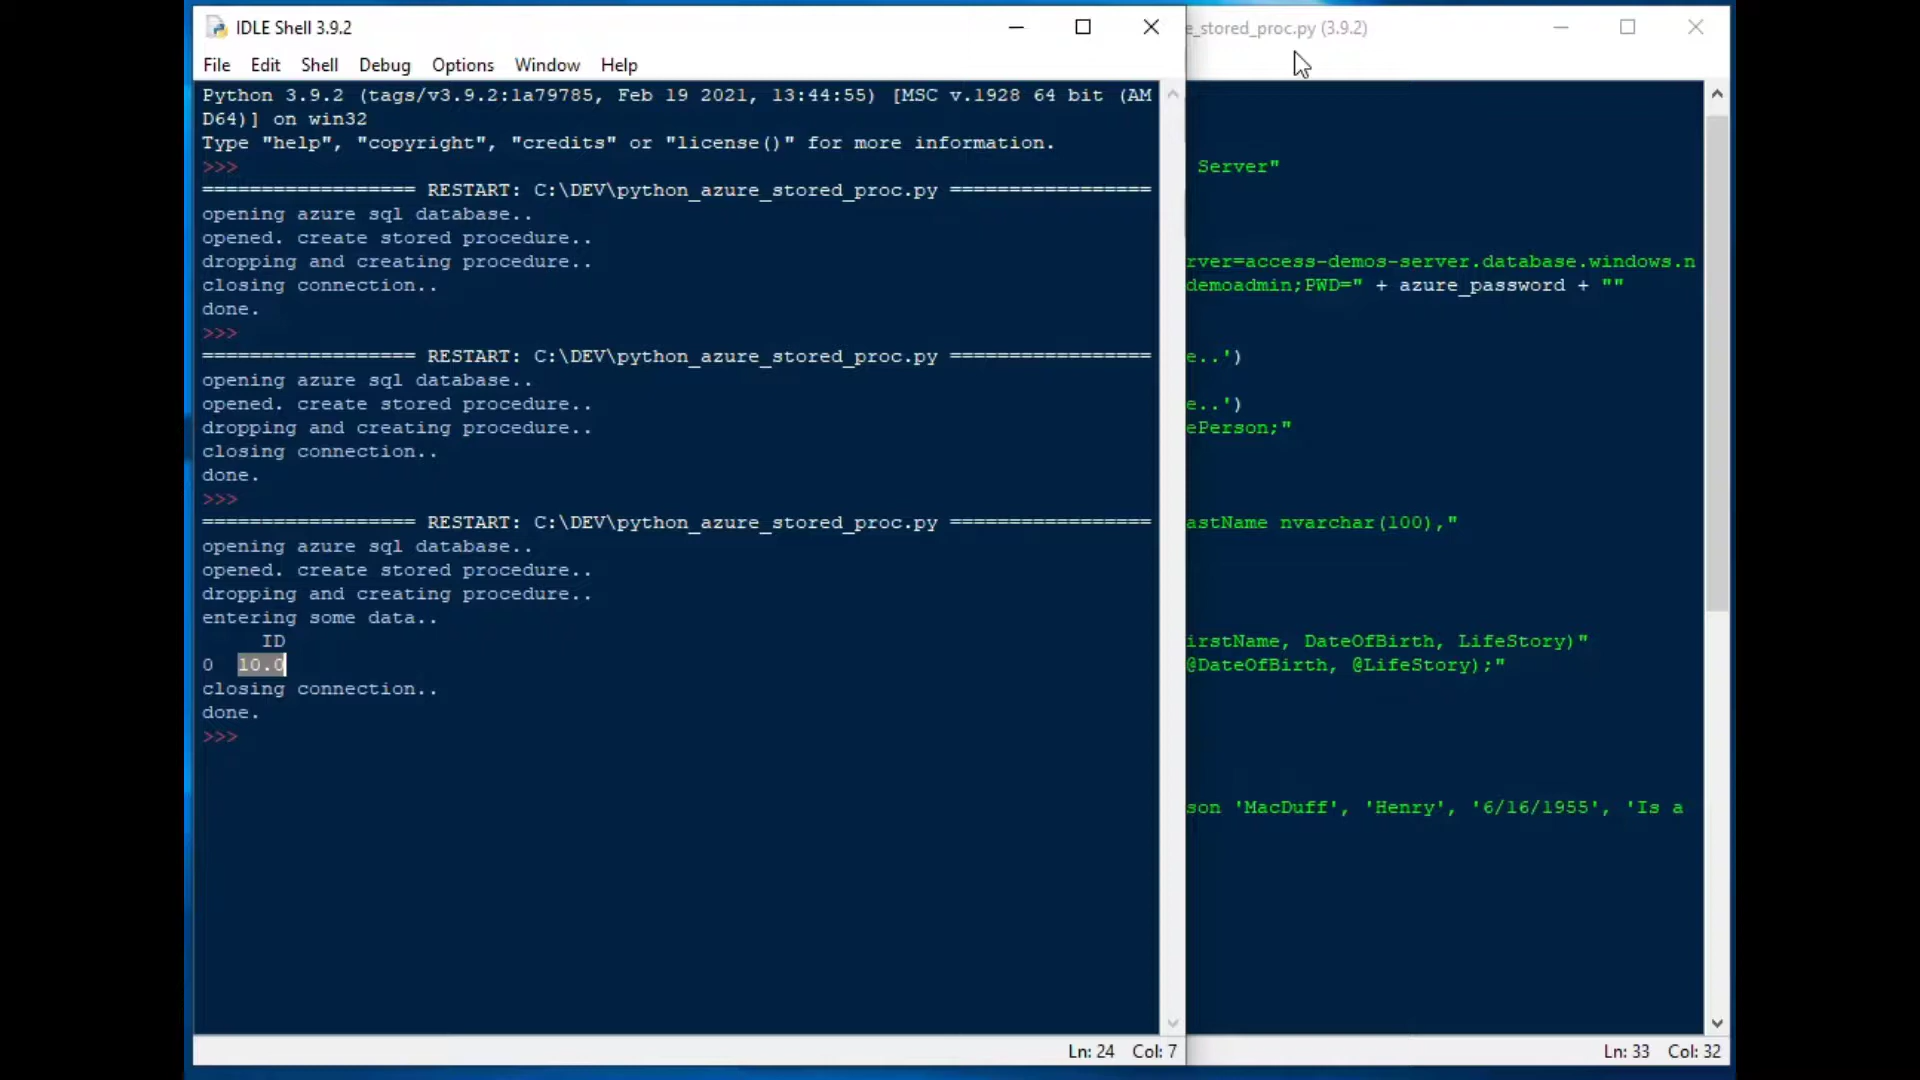 IDLE Shell 3.9.2
File Edit Shell Debug Options Window Help
Python 3.9.2 (tags/v3.9.2:1a79785, Feb 19 2021, 13:44:55) [MSC v.1928 64 bit (AM
D64)] on win32
Type "help", "copyright", "credits" or "license()" for more information.
>>>
================== RESTART: C:\DEV\python_azure_stored_proc.py =================
opening azure sql database..
opened. create stored procedure..
dropping and creating procedure..
closing connection..
done.
>>>
================== RESTART: C:\DEV\python_azure_stored_proc.py =================
opening azure sql database..
opened. create stored procedure..
dropping and creating procedure..
closing connection..
done.
>>>
================== RESTART: C:\DEV\python_azure_stored_proc.py =================
opening azure sql database..
opened. create stored procedure..
dropping and creating procedure..
entering some data..
ID
0 10.0
closing connection..
done.
>>>
Ln: 24 Col: 7
e_stored_proc.py (3.9.2)
Server"
rver=access-demos-server.database.windows.n
demoadmin;PWD=" + azure_password + ""
e..')
e..')
ePerson;"
astName nvarchar(100),"
irstName, DateOfBirth, LifeStory)"
@DateOfBirth, @LifeStory);"
son 'MacDuff', 'Henry', '6/16/1955', 'Is a
Ln: 33 Col: 32